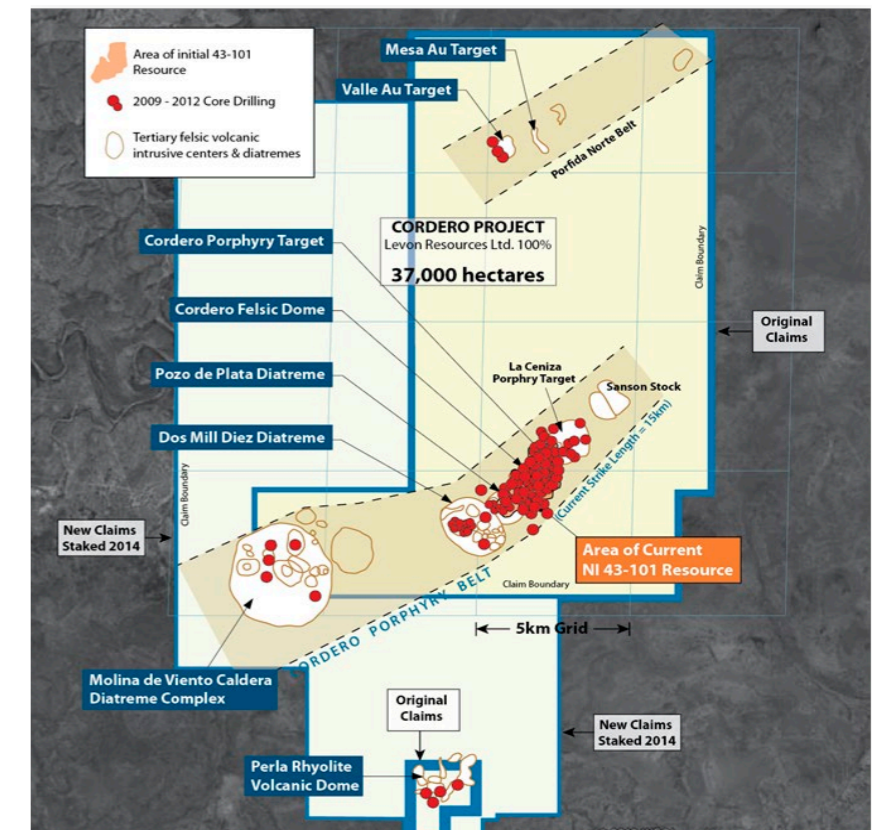 Area of initial 43-101
Resource
2009 - 2012 Core Drilling
Tertiary felsic volcanic
intrusive centers & diatremes
Mesa Au Target
Valle Au Target
Porfida Norte Belt
CORDERO PROJECT
Levon Resources Ltd. 100%
37,000 hectares
Claim Boundary
Original
Claims
Cordero Porphyry Target
Cordero Felsic Dome
Pozo de Plata Diatreme
Dos Mill Diez Diatreme
La Ceniza
Porphry Target
Sanson Stock
(Current Strike Length = 15km)
Claim Boundary
New Claims
Staked 2014
Area of Current
NI 43-101 Resource
Claim Boundary
CORDERO PORPHYRY BELT
5km Grid
Molina de Viento Caldera
Diatreme Complex
Original
Claims
New Claims
Staked 2014
Perla Rhyolite
Volcanic Dome